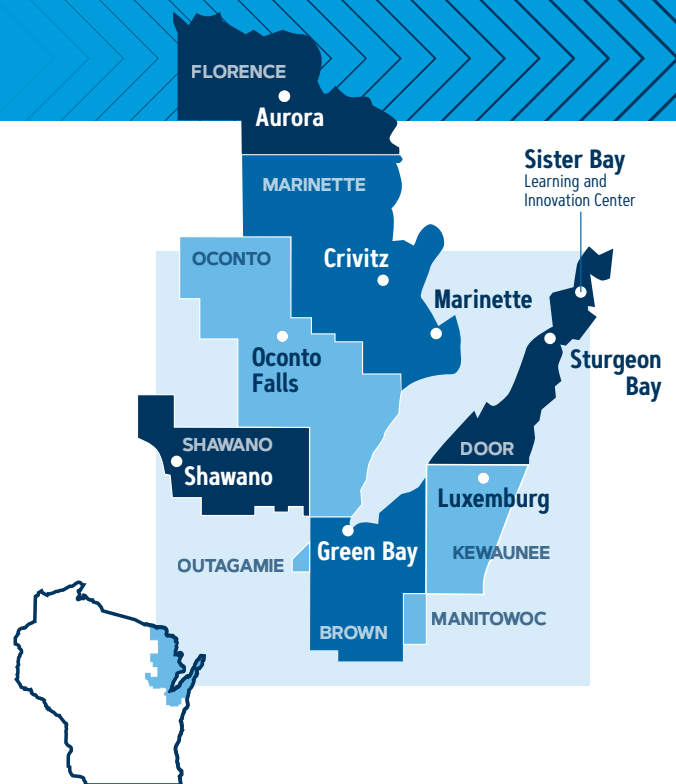 FLORENCE
Aurora
Sister Bay
Learning and
Innovation Center
MARINETTE
OCONTO
Crivitz
Marinette
Oconto
Falls
Sturgeon
Bay
SHAWANO
Shawano
DOOR
Luxemburg
Green Bay
KEWAUNEE
OUTAGAMIE
MANITOWOC
BROWN